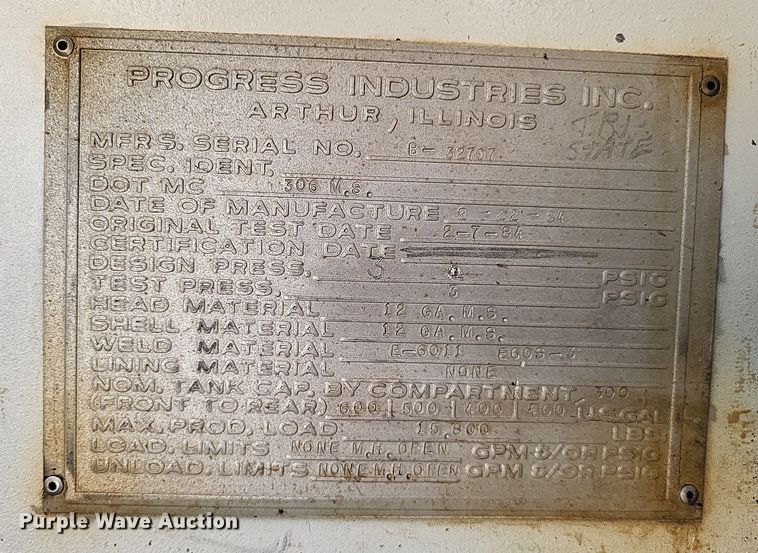 PROGRESS INDUSTRIES INC.
ARTHUR, ILLINOIS
TRI-STATE
MFRS. SERIAL NO. B-32767
SPEC. IDENT.
DOT MC 306 M.S.
DATE OF MANUFACTURE -22-84
ORIGINAL TEST DATE 2-7-84
CERTIFICATION DATE
DESIGN PRESS. PSIG
TEST PRESS. 3 PSIG
HEAD MATERIAL 12 GA.M.S.
SHELL MATERIAL 12 GA.M.S.
WELD MATERIAL E-6011 E60S-3
LINING MATERIAL NONE
NOM. TANK CAP. BY COMPARTMENT 300
(FRONT TO REAR) 600 500 400 400 US.GAL
MAX. PROD. LOAD 15,800 LBS
LOAD. LIMITS NONE M.H. OPEN GPM &/OR PSIG
UNLOAD. LIMITS NONE M.H. OPEN GPM &/OR PSIG
Purple Wave Auction